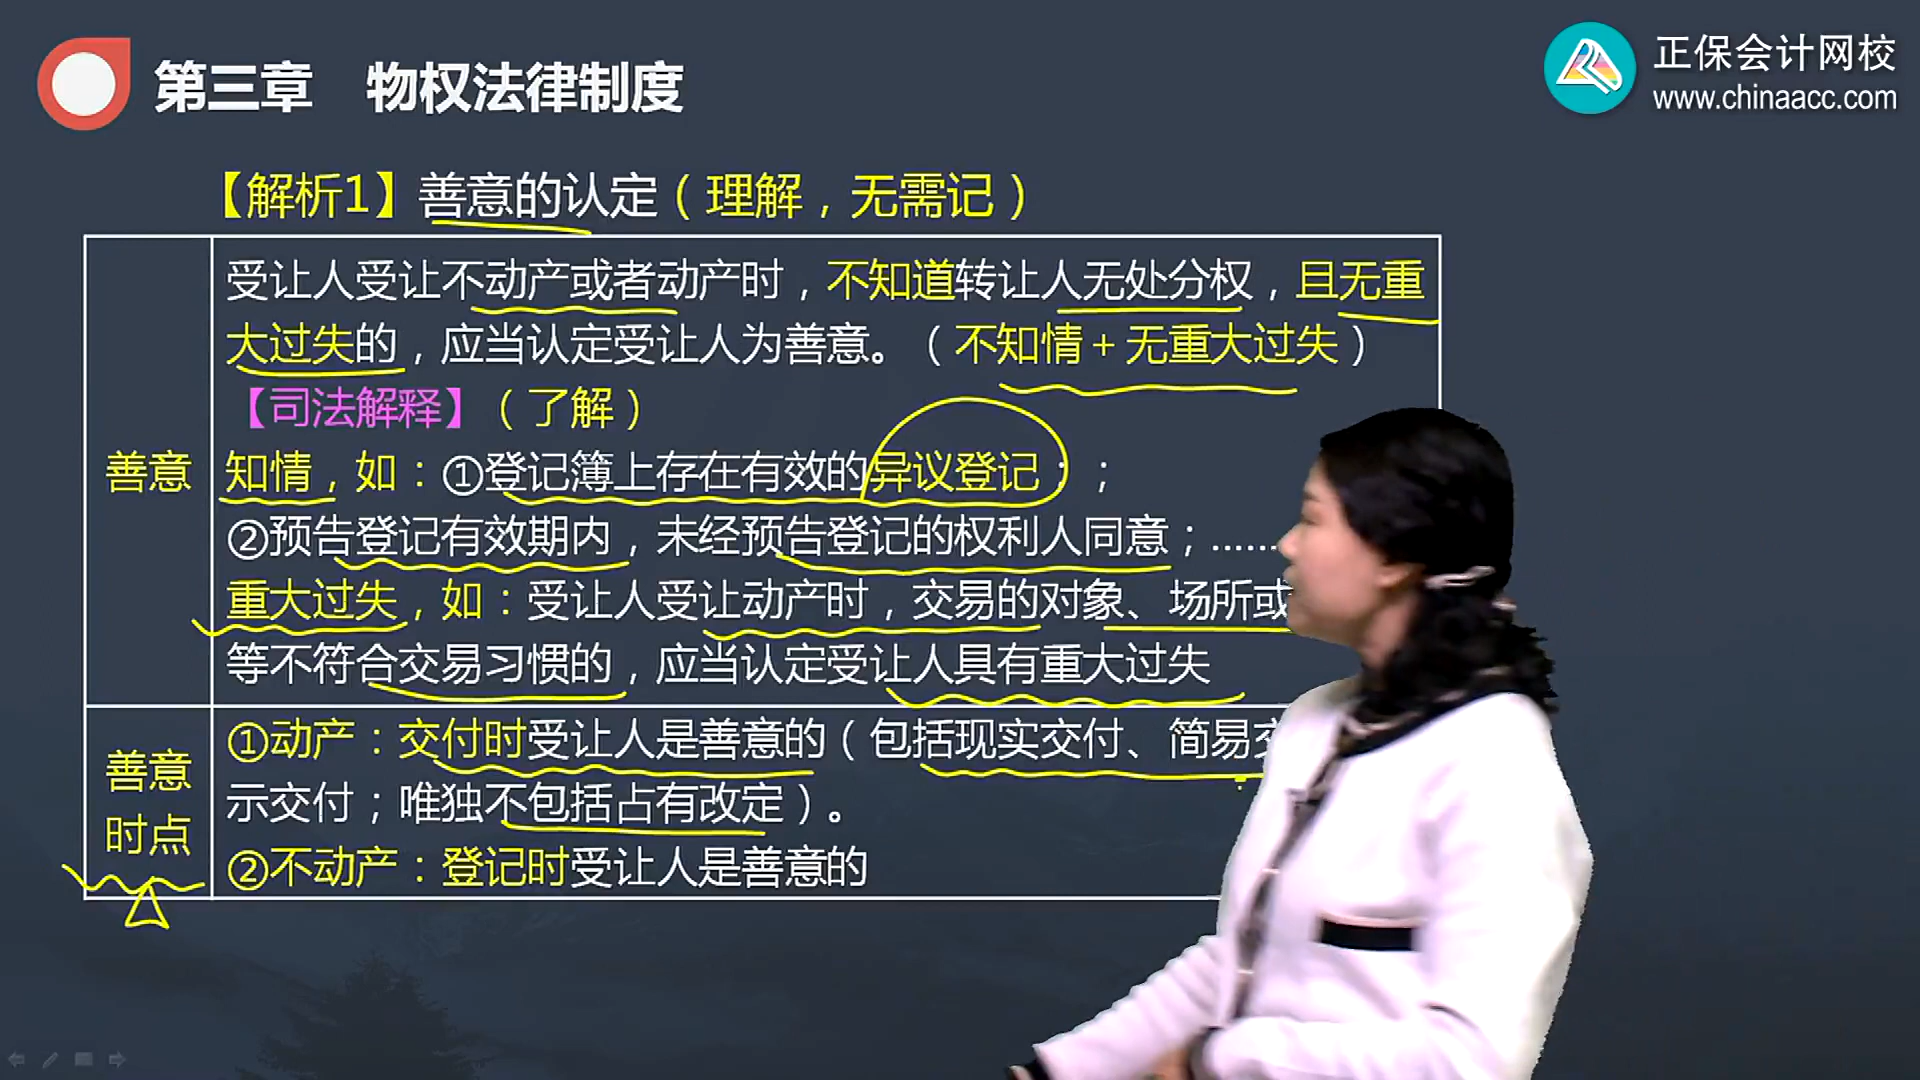 正保会计网校
www.chinaacc.com
第三章 物权法律制度
【解析1】善意的认定（理解，无需记）
善意
受让人受让不动产或者动产时，不知道转让人无处分权，且无重
大过失的，应当认定受让人为善意。（不知情＋无重大过失）
【司法解释】（了解）
知情，如：①登记簿上存在有效的异议登记；；
②预告登记有效期内，未经预告登记的权利人同意；……
重大过失，如：受让人受让动产时，交易的对象、场所或
等不符合交易习惯的，应当认定受让人具有重大过失
善意
时点
①动产：交付时受让人是善意的（包括现实交付、简易交
示交付；唯独不包括占有改定）。
②不动产：登记时受让人是善意的